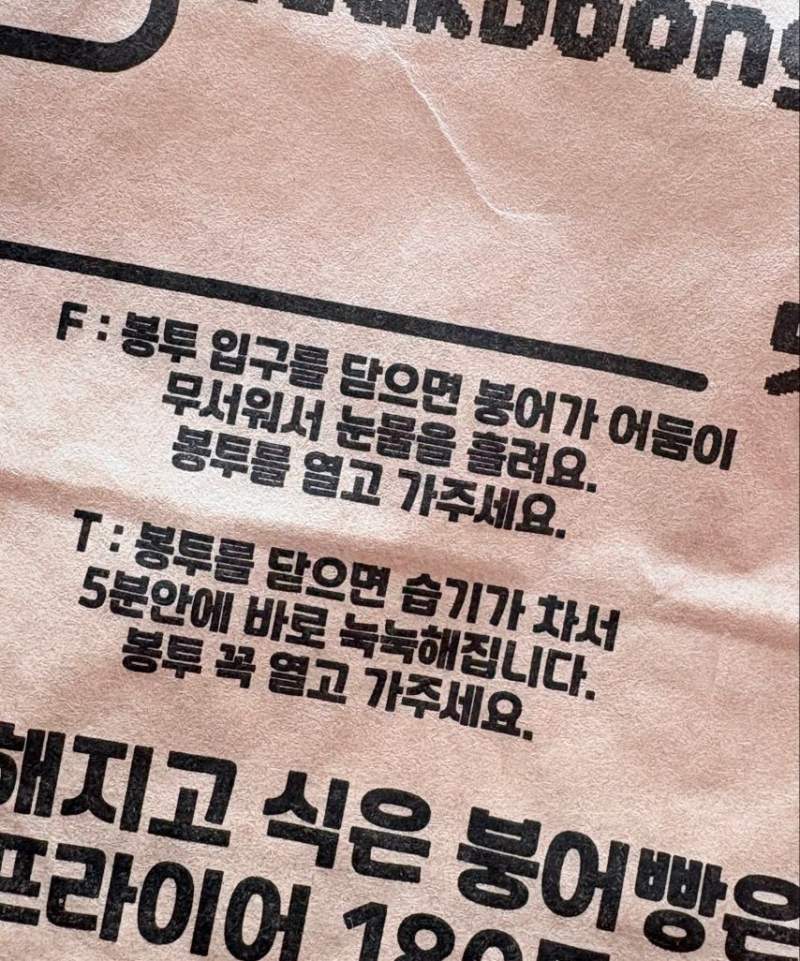 F : 봉투 입구를 닫으면 붕어가 어둠이
무서워서 눈물을 흘려요.
봉투를 열고 가주세요.
T : 봉투를 닫으면 습기가 차서
5분안에 바로 눅눅해집니다.
봉투 꼭 열고 가주세요.
해지고 식은 붕어빵은
프라이어 180